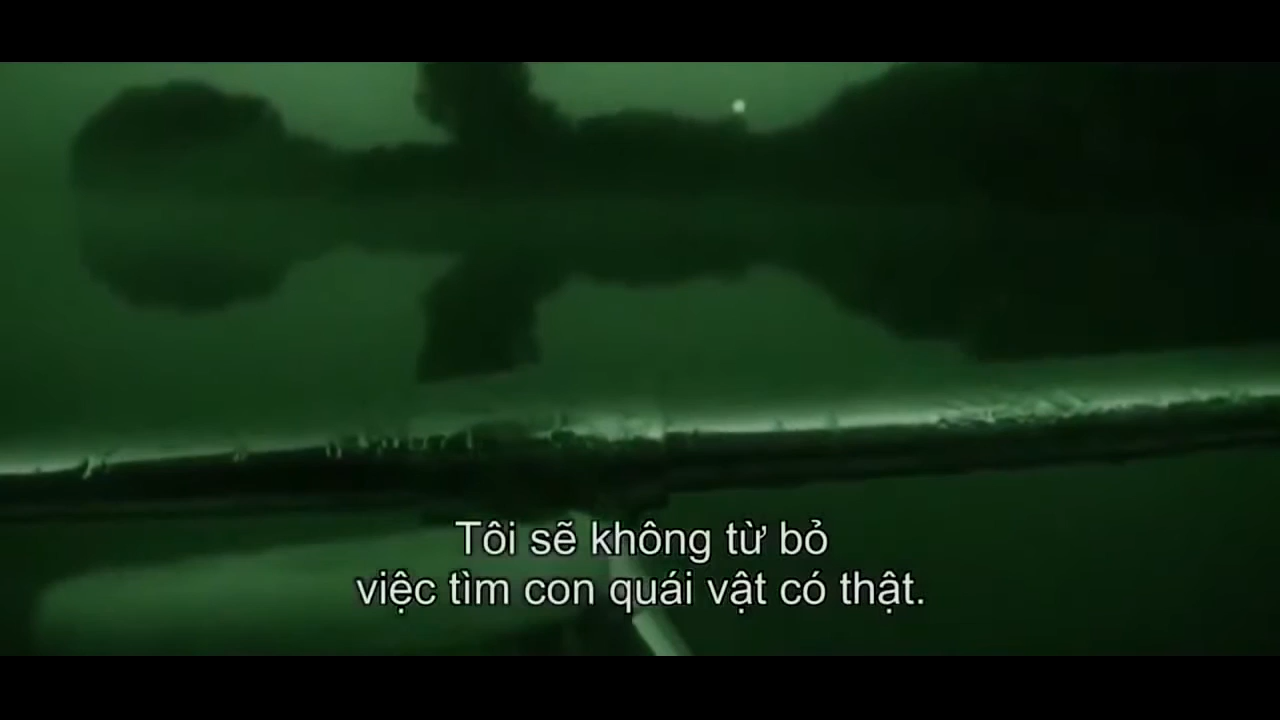 Tôi sẽ không từ bỏ
việc tìm con quái vật có thật.